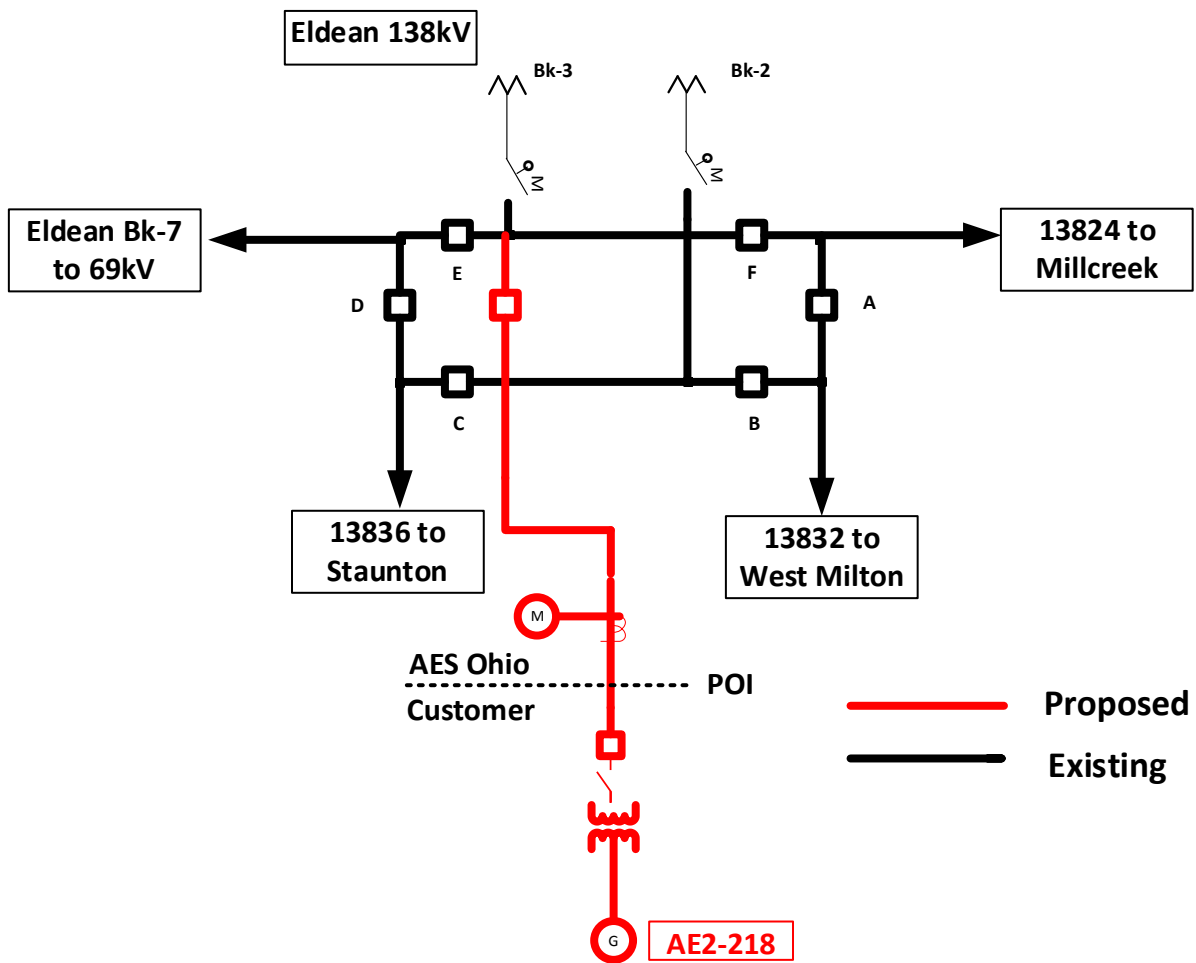 Eldean 138kV
Bk-3
Bk-2
M
M
Eldean Bk-7
to 69kV
13824 to
Millcreek
E
F
D
A
C
B
13836 to
Staunton
13832 to
West Milton
M
AES Ohio
POI
Customer
Proposed
Existing
G
AE2-218